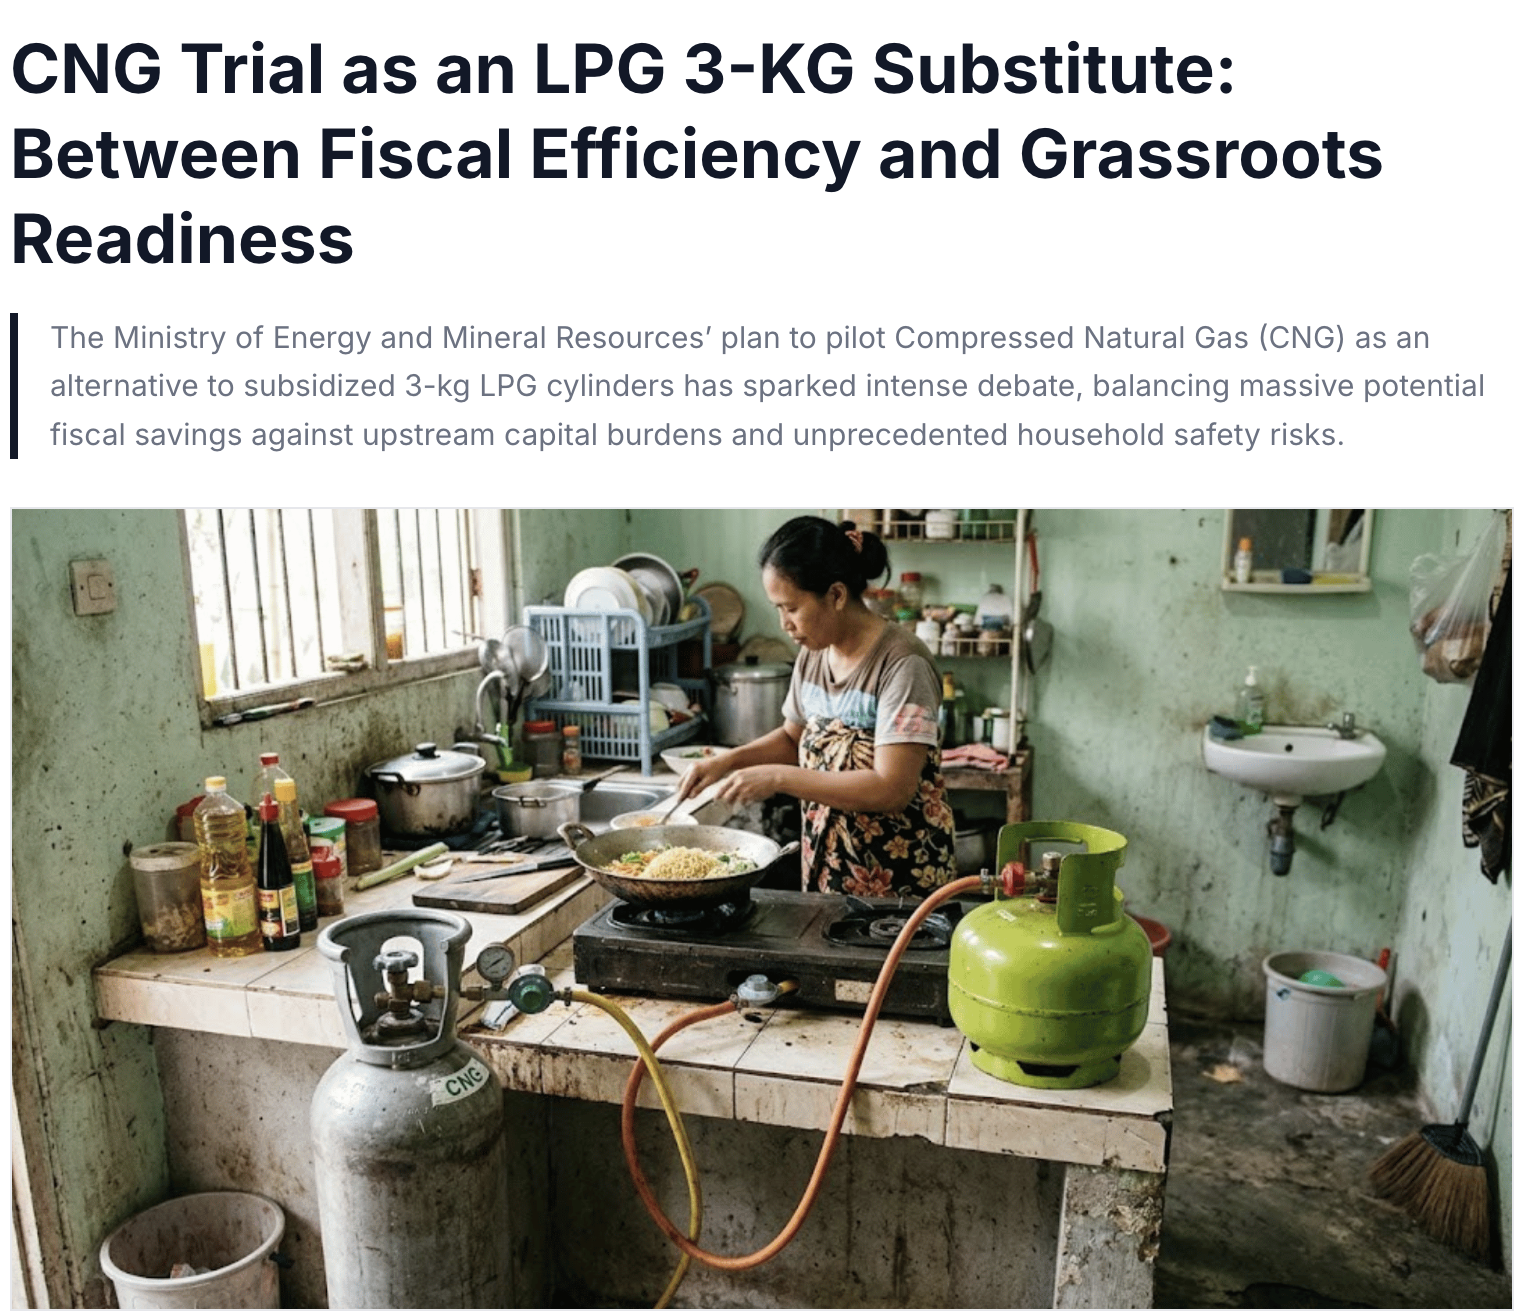 CNG Trial as an LPG 3-KG Substitute:
Between Fiscal Efficiency and Grassroots
Readiness
The Ministry of Energy and Mineral Resources’ plan to pilot Compressed Natural Gas (CNG) as an
alternative to subsidized 3-kg LPG cylinders has sparked intense debate, balancing massive potential
fiscal savings against upstream capital burdens and unprecedented household safety risks.
CNG